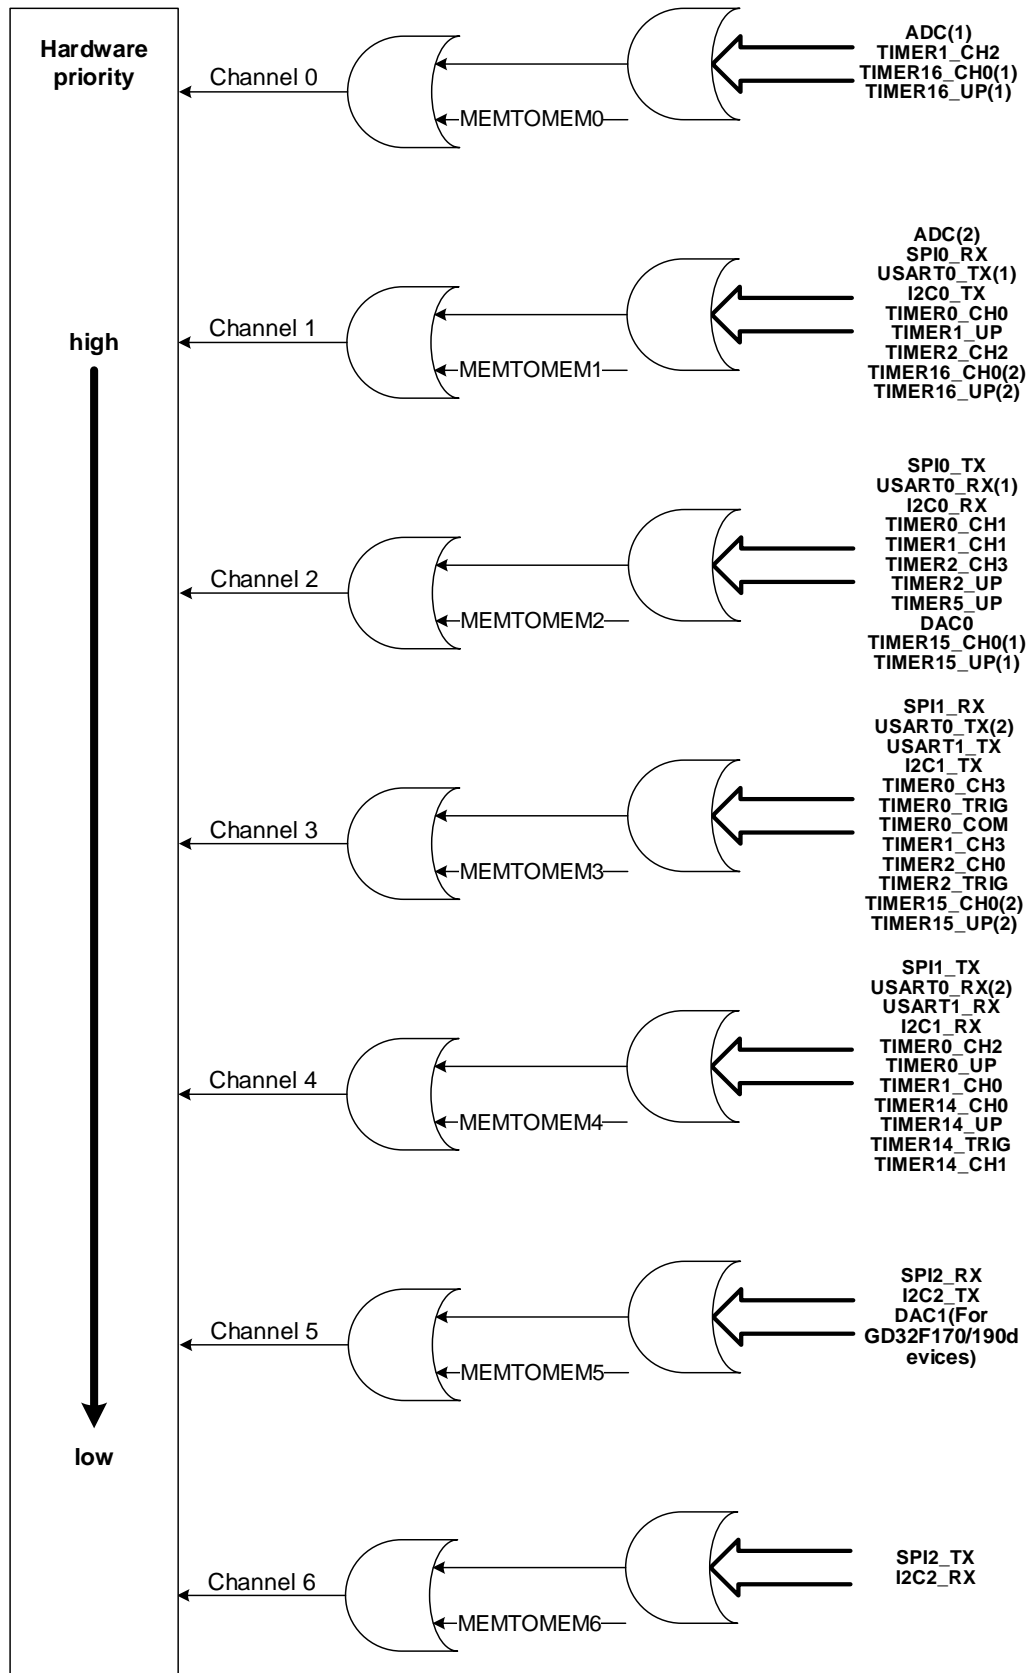 Hardware
priority
high
low
Channel 0
MEMTOMEM0
ADC(1)
TIMER1_CH2
TIMER16_CH0(1)
TIMER16_UP(1)
Channel 1
MEMTOMEM1
ADC(2)
SPI0_RX
USART0_TX(1)
I2C0_TX
TIMER0_CH0
TIMER1_UP
TIMER2_CH2
TIMER16_CH0(2)
TIMER16_UP(2)
Channel 2
MEMTOMEM2
SPI0_TX
USART0_RX(1)
I2C0_RX
TIMER0_CH1
TIMER1_CH1
TIMER2_CH3
TIMER2_UP
TIMER5_UP
DAC0
TIMER15_CH0(1)
TIMER15_UP(1)
Channel 3
MEMTOMEM3
SPI1_RX
USART0_TX(2)
USART1_TX
I2C1_TX
TIMER0_CH3
TIMER0_TRIG
TIMER0_COM
TIMER1_CH3
TIMER2_CH0
TIMER2_TRIG
TIMER15_CH0(2)
TIMER15_UP(2)
Channel 4
MEMTOMEM4
SPI1_TX
USART0_RX(2)
USART1_RX
I2C1_RX
TIMER0_CH2
TIMER0_UP
TIMER1_CH0
TIMER14_CH0
TIMER14_UP
TIMER14_TRIG
TIMER14_CH1
Channel 5
MEMTOMEM5
SPI2_RX
I2C2_TX
DAC1(For
GD32F170/190d
evices)
Channel 6
MEMTOMEM6
SPI2_TX
I2C2_RX